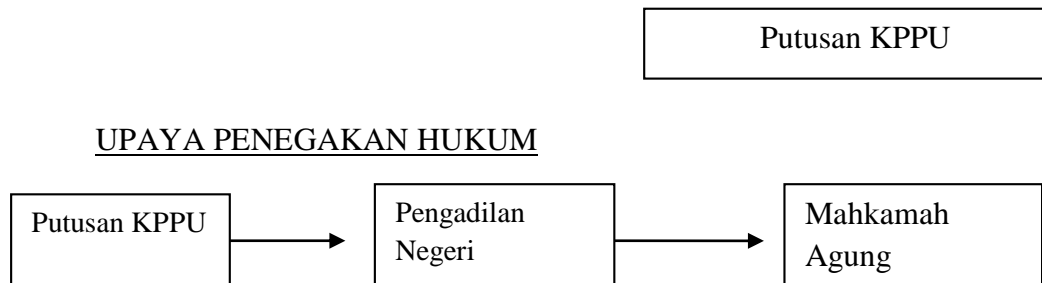 Putusan KPPU
UPAYA PENEGAKAN HUKUM
Putusan KPPU
Pengadilan
Negeri
Mahkamah
Agung